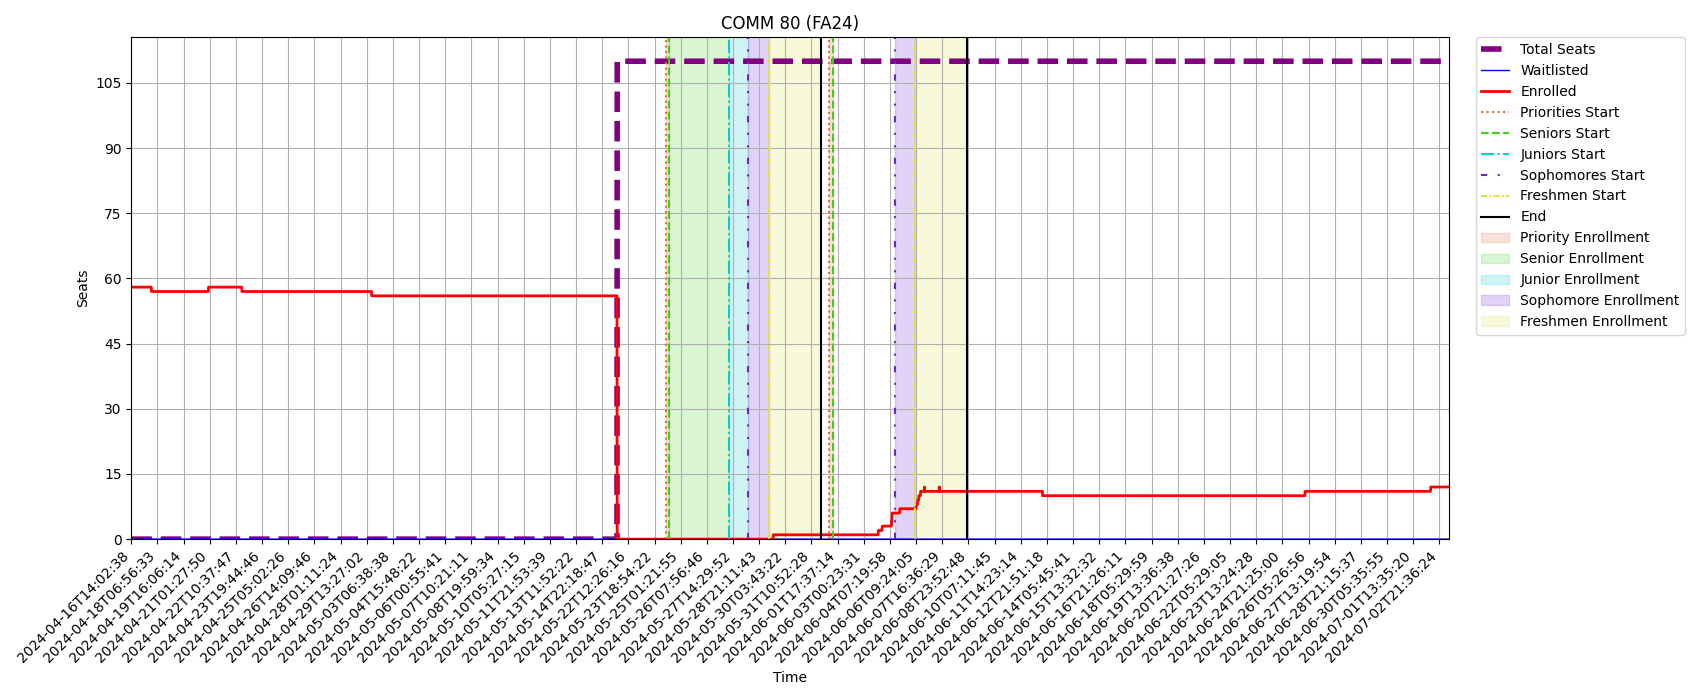 COMM 80 (FA24)
Seats
105
90
75
60
45
30
15
0
2024-04-16T14:02:38
2024-04-18T06:56:33
2024-04-19T16:06:14
2024-04-21T01:27:50
2024-04-22T10:37:47
2024-04-23T19:44:46
2024-04-25T05:02:26
2024-04-26T14:09:46
2024-04-28T01:11:24
2024-04-29T13:27:02
2024-05-03T06:38:38
2024-05-04T15:48:22
2024-05-06T00:55:41
2024-05-07T10:21:11
2024-05-08T19:59:34
2024-05-10T05:27:15
2024-05-11T21:53:39
2024-05-13T11:52:22
2024-05-14T22:18:47
2024-05-22T12:26:16
2024-05-23T18:54:22
2024-05-25T01:21:55
2024-05-26T07:56:46
2024-05-27T14:29:52
2024-05-28T21:11:43
2024-05-30T03:43:22
2024-05-31T10:52:28
2024-06-01T17:37:14
2024-06-03T00:23:31
2024-06-04T07:19:58
2024-06-06T09:24:05
2024-06-07T16:36:29
2024-06-08T23:52:48
2024-06-10T07:11:45
2024-06-11T14:23:14
2024-06-12T21:51:18
2024-06-14T05:45:41
2024-06-15T13:32:32
2024-06-16T21:26:11
2024-06-18T05:29:59
2024-06-19T13:36:38
2024-06-20T21:27:26
2024-06-22T05:29:05
2024-06-23T13:24:28
2024-06-24T21:25:00
2024-06-26T05:26:56
2024-06-27T13:19:54
2024-06-28T21:15:37
2024-06-30T05:35:55
2024-07-01T13:35:20
2024-07-02T21:36:24
Time
Total Seats
Waitlisted
Enrolled
Priorities Start
Seniors Start
Juniors Start
Sophomores Start
Freshmen Start
End
Priority Enrollment
Senior Enrollment
Junior Enrollment
Sophomore Enrollment
Freshmen Enrollment